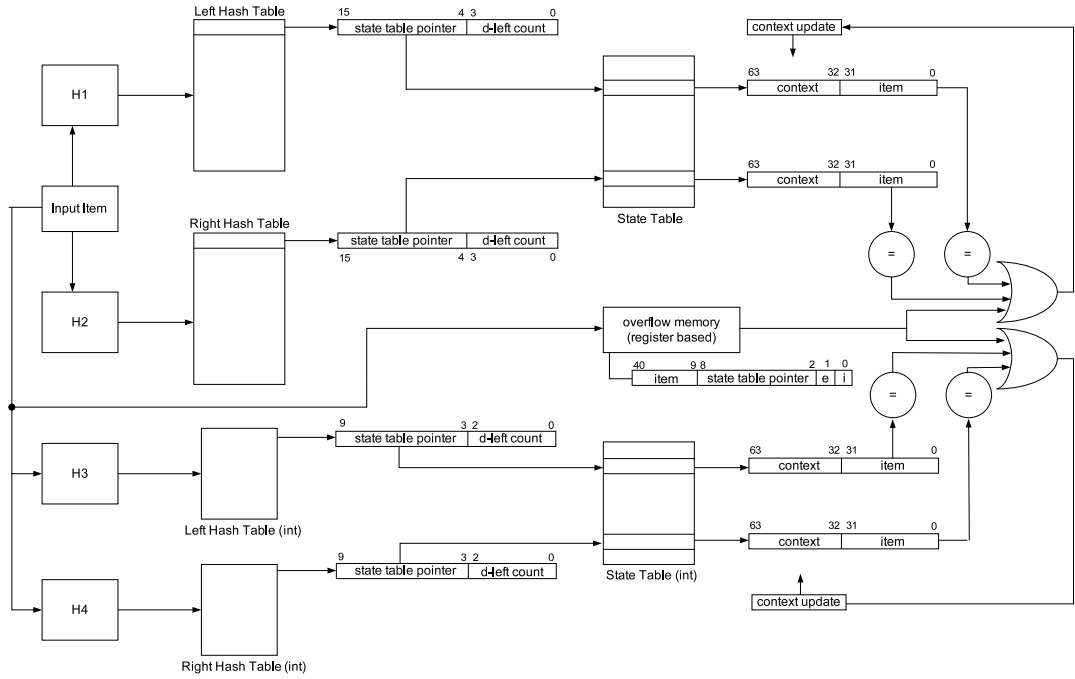 Left Hash Table
15 4 3 0
state table pointer d-left count
context update
H1
63 32 31 0
context item
Input Item
63 32 31 0
context item
State Table
Right Hash Table
state table pointer d-left count
15 4 3 0
= =
H2
overflow memory
(register based)
40 9 8 2 1 0
item state table pointer e i
= =
9 3 2 0
state table pointer d-left count
H3
63 32 31 0
context item
Left Hash Table (int)
63 32 31 0
context item
9 3 2 0
state table pointer d-left count
State Table (int)
H4
context update
Right Hash Table (int)